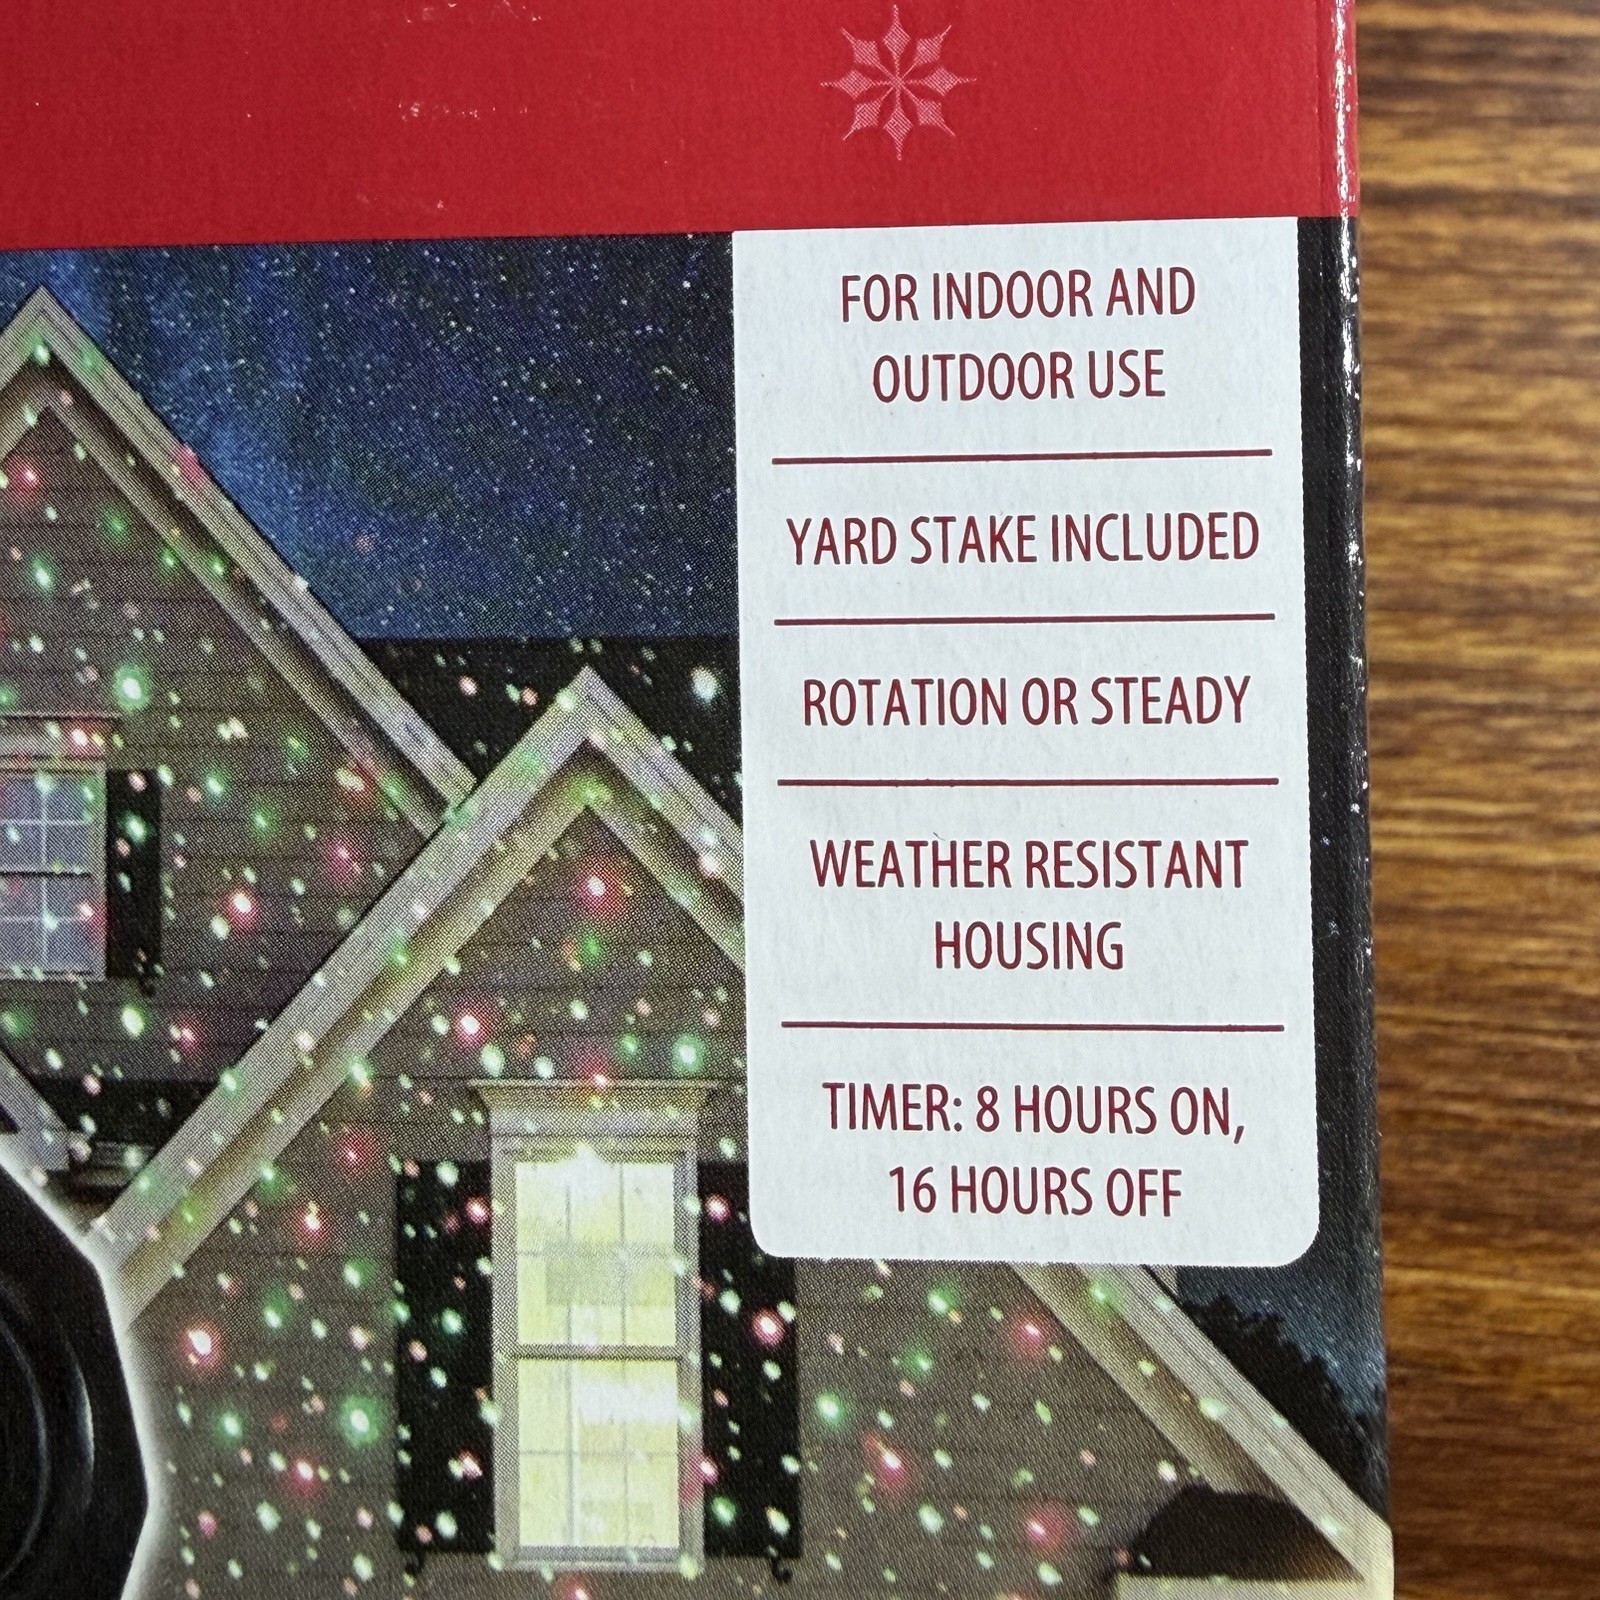 FOR INDOOR AND
OUTDOOR USE
YARD STAKE INCLUDED
ROTATION OR STEADY
WEATHER RESISTANT
HOUSING
TIMER: 8 HOURS ON,
16 HOURS OFF